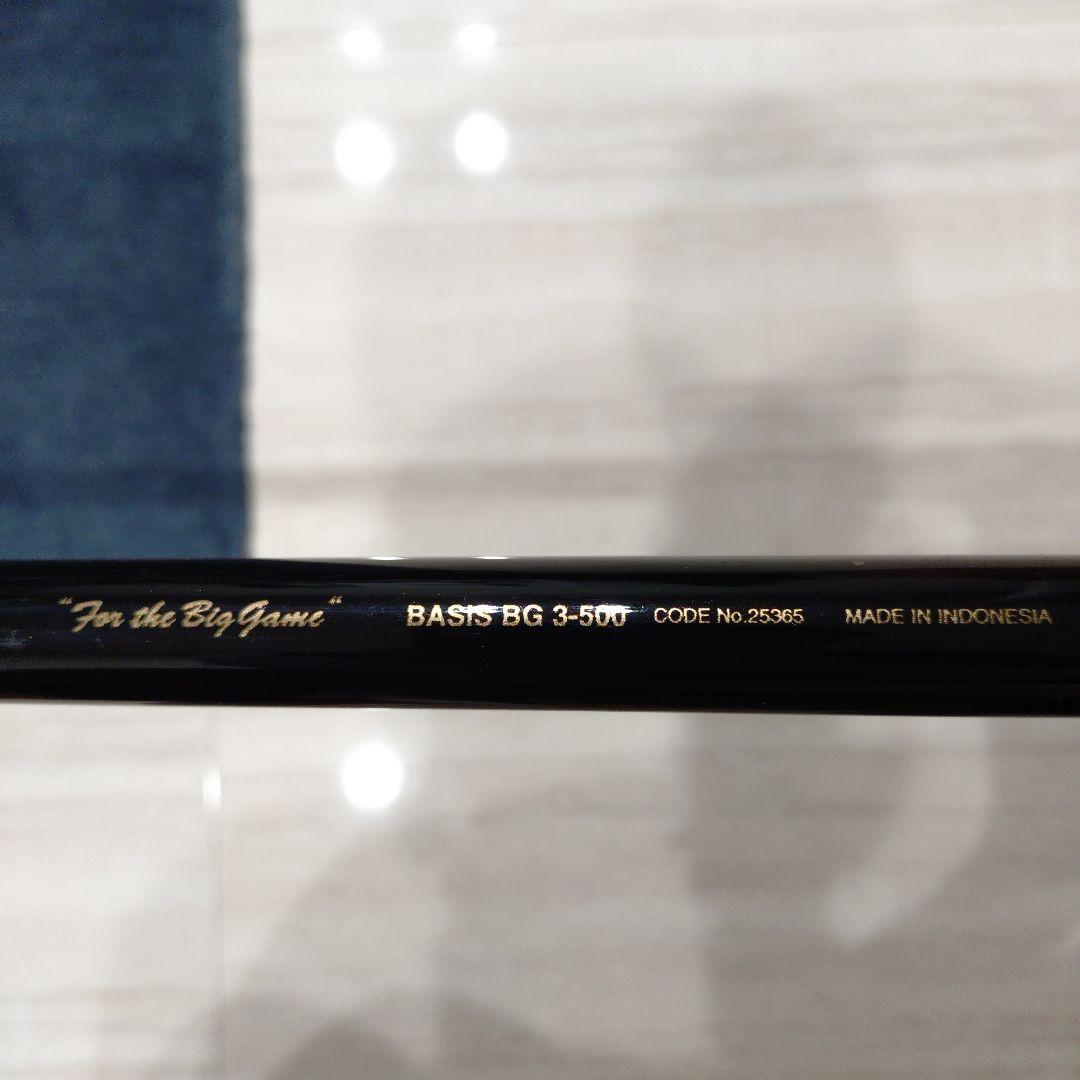 "For the Big Game" BASIS BG 3-500 CODE No.25365 MADE IN INDONESIA